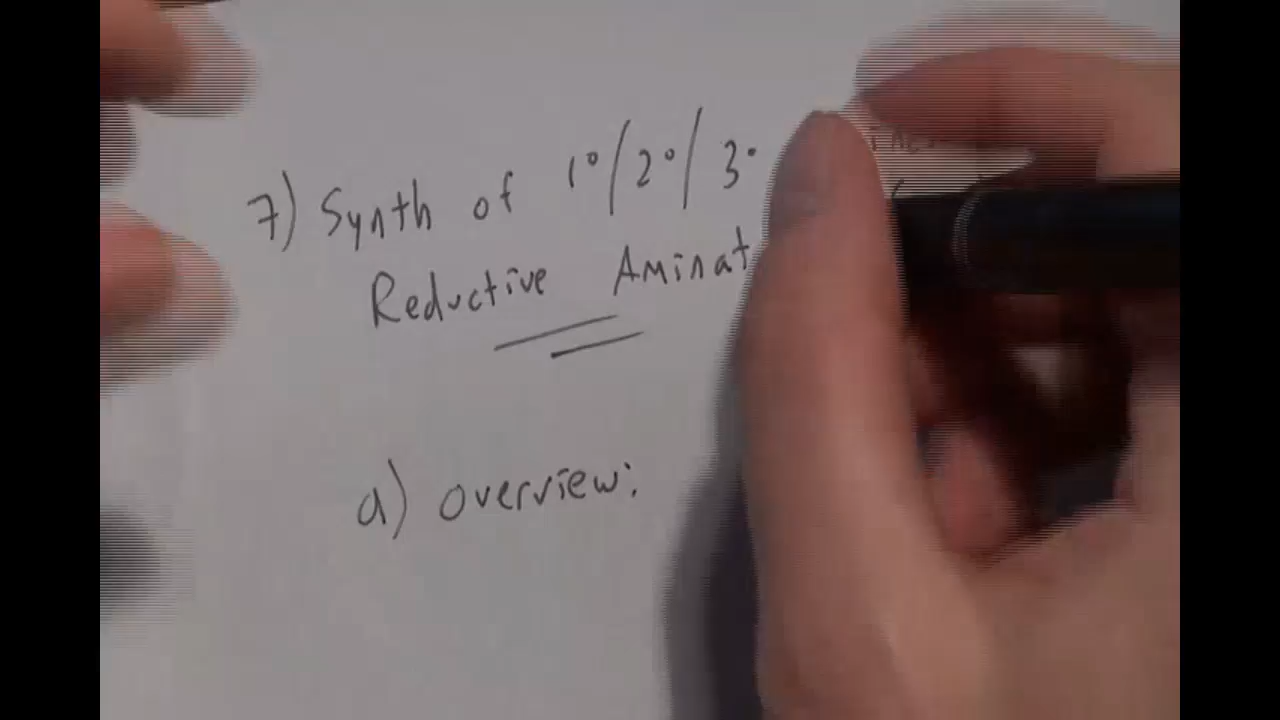 7) Synth of 1°/2°/3°
Reductive Aminat
a) overview: